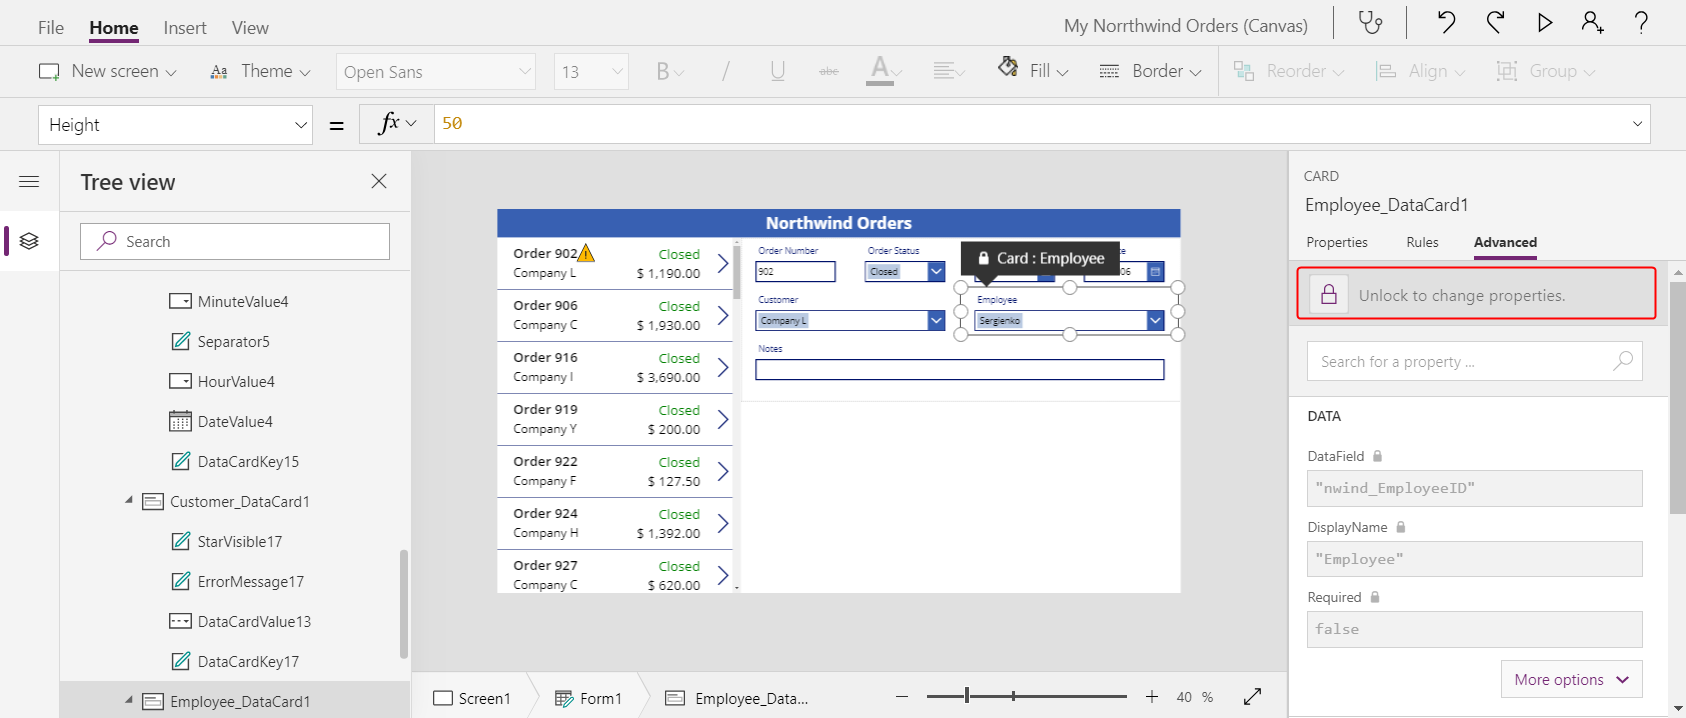 File Home Insert View My Norrthwind Orders (Canvas) ?
New screen Aa Theme Open Sans 13 B / U abc A Fill Border Reorder Align Group
Height = fx 50
Tree view
Search
MinuteValue4
Separator5
HourValue4
DateValue4
DataCardKey15
Customer_DataCard1
StarVisible17
ErrorMessage17
DataCardValue13
DataCardKey17
Employee_DataCard1
Northwind Orders
Order 902 Closed
Company L $ 1,190.00
Order 906 Closed
Company C $ 1,930.00
Order 916 Closed
Company I $ 3,690.00
Order 919 Closed
Company Y $ 200.00
Order 922 Closed
Company F $ 127.50
Order 924 Closed
Company H $ 1,392.00
Order 927 Closed
Company C $ 620.00
Order Number Order Status
Card : Employee
902 Closed 06
Customer Employee
Company L Sergienko
Notes
Screen1 Form1 Employee_Data... 40 %
CARD
Employee_DataCard1
Properties Rules Advanced
Unlock to change properties.
Search for a property ...
DATA
DataField
"nwind_EmployeeID"
DisplayName
"Employee"
Required
false
More options